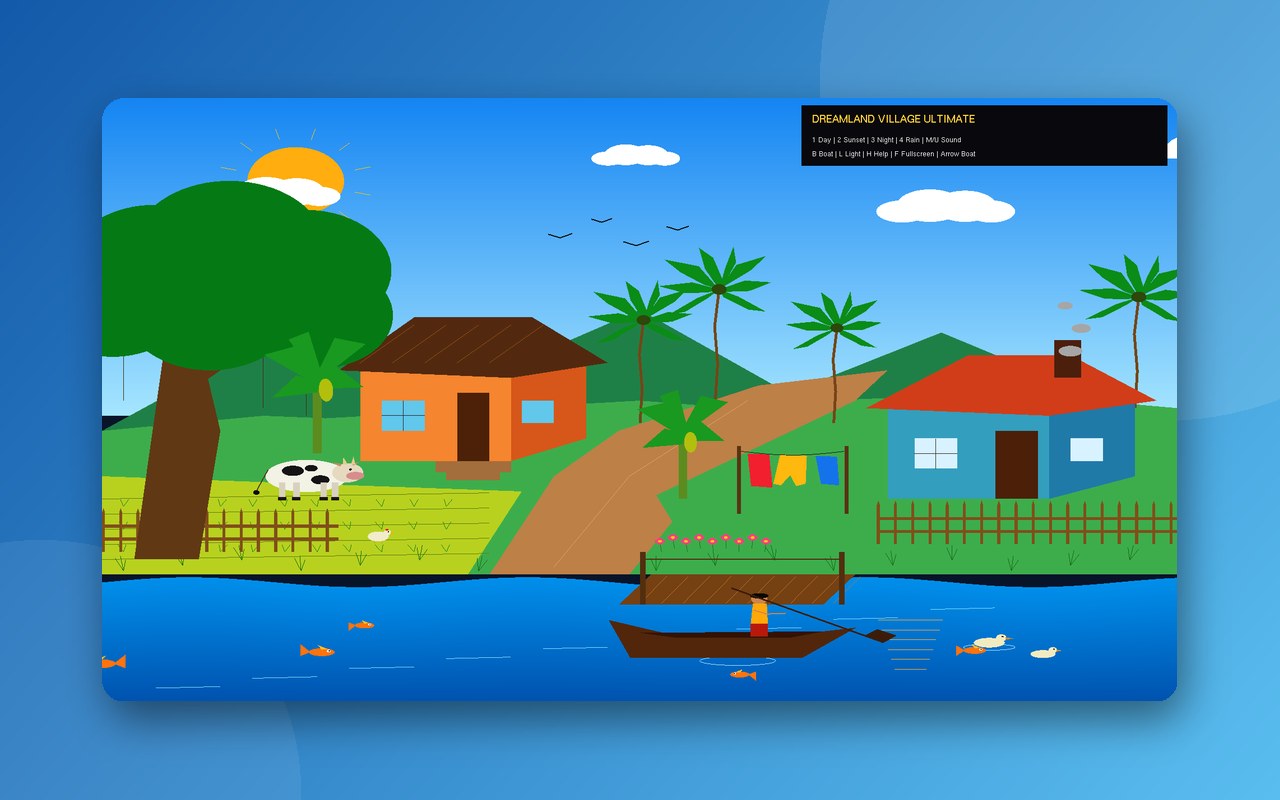 DREAMLAND VILLAGE ULTIMATE
1 Day | 2 Sunset | 3 Night | 4 Rain | M/U Sound
B Boat | L Light | H Help | F Fullscreen | Arrow Boat